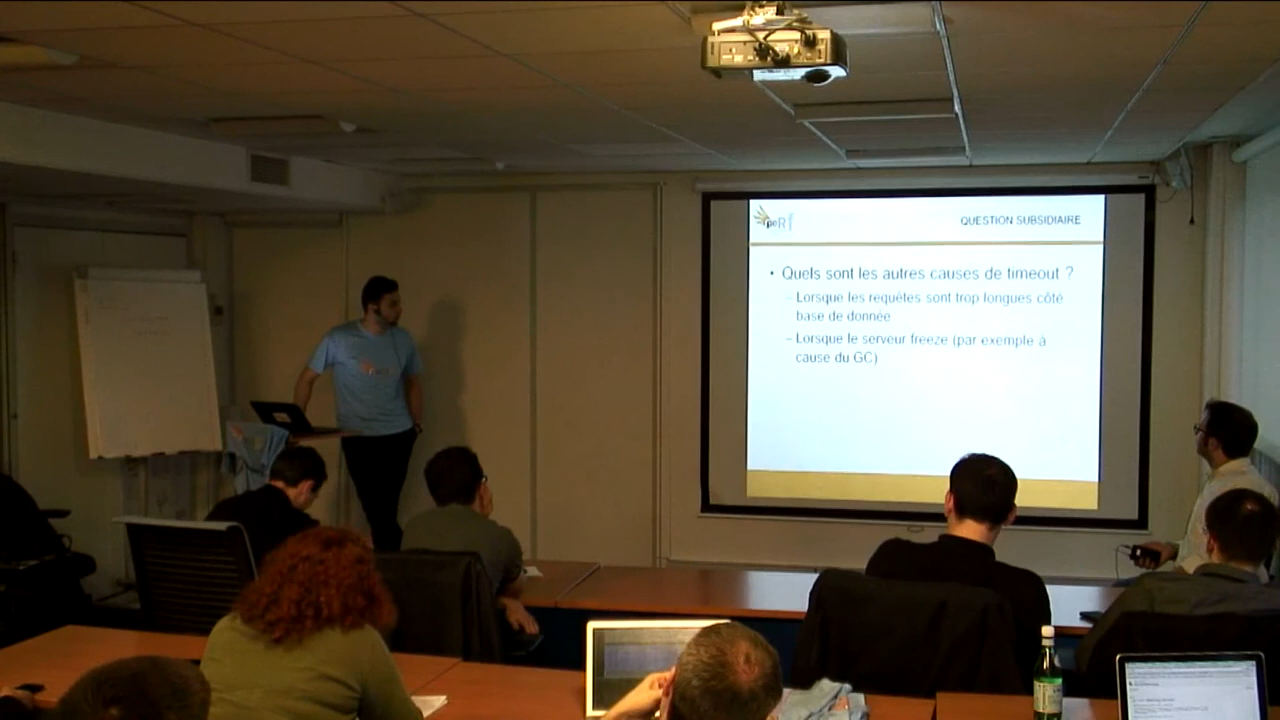 peRf
QUESTION SUBSIDIAIRE
• Quels sont les autres causes de timeout ?
– Lorsque les requêtes sont trop longues côté
base de donnée
– Lorsque le serveur freeze (par exemple à
cause du GC)